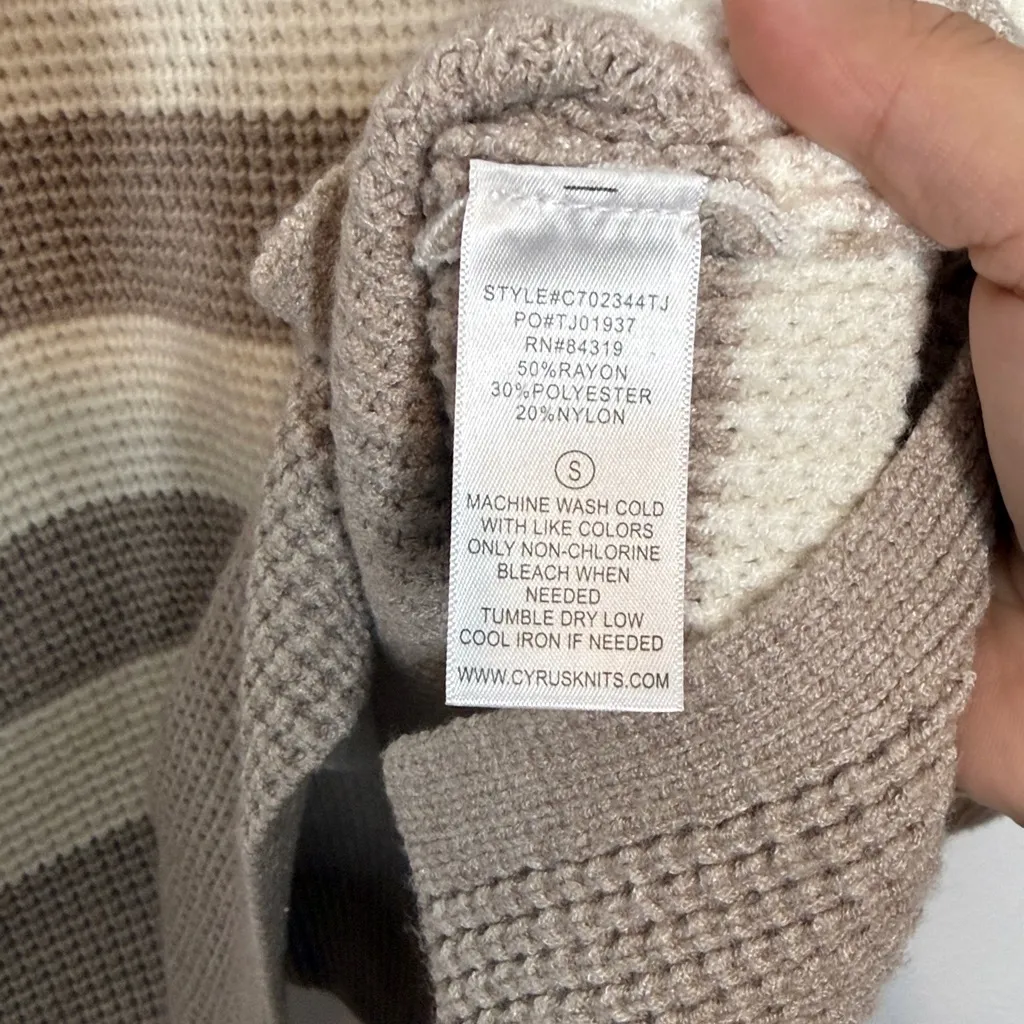 STYLE#C702344TJ
PO#TJ01937
RN#84319
50%RAYON
30%POLYESTER
20%NYLON
S
MACHINE WASH COLD
WITH LIKE COLORS
ONLY NON-CHLORINE
BLEACH WHEN
NEEDED
TUMBLE DRY LOW
COOL IRON IF NEEDED
WWW.CYRUSKNITS.COM